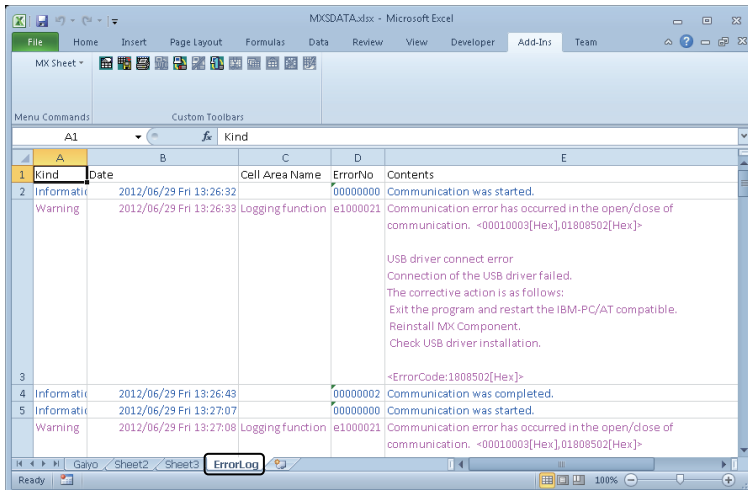 MXSDATA.xlsx - Microsoft Excel
File Home Insert Page Layout Formulas Data Review View Developer Add-Ins Team
MX Sheet
Menu Commands Custom Toolbars
A1 fx Kind
A B C D E
1 Kind Date Cell Area Name ErrorNo Contents
2 Informatic 2012/06/29 Fri 13:26:32 00000000 Communication was started.
Warning 2012/06/29 Fri 13:26:33 Logging function e1000021 Communication error has occurred in the open/close of
communication. <00010003[Hex],01808502[Hex]>
USB driver connect error
Connection of the USB driver failed.
The corrective action is as follows:
Exit the program and restart the IBM-PC/AT compatible.
Reinstall MX Component.
Check USB driver installation.
3 <ErrorCode:1808502[Hex]>
4 Informatic 2012/06/29 Fri 13:26:43 00000002 Communication was completed.
5 Informatic 2012/06/29 Fri 13:27:07 00000000 Communication was started.
Warning 2012/06/29 Fri 13:27:08 Logging function e1000021 Communication error has occurred in the open/close of
communication. <00010003[Hex],01808502[Hex]>
Gaiyo Sheet2 Sheet3 ErrorLog
Ready 100%